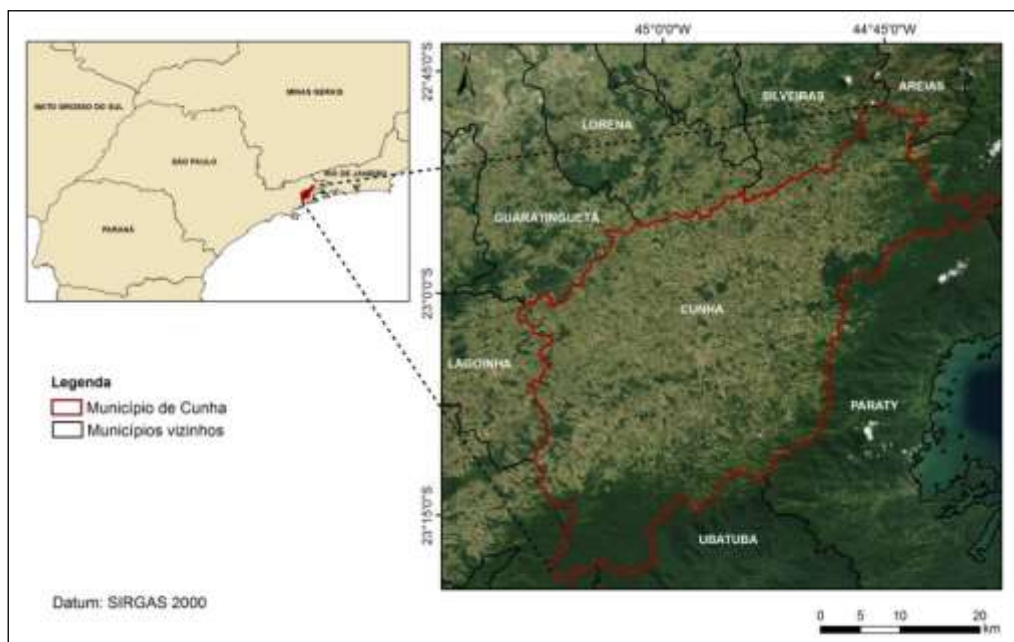 45°0'0"W
44°45'0"W
22°45'0"S
23°0'0"S
23°15'0"S
N
MATO GROSSO DO SUL
MINAS GERAIS
SÃO PAULO
RIO DE JANEIRO
PARANÁ
AREIAS
SILVEIRAS
LORENA
GUARATINGUETÁ
CUNHA
LAGOINHA
PARATY
UBATUBA
Legenda
Município de Cunha
Municípios vizinhos
Datum: SIRGAS 2000
0 5 10 20
km